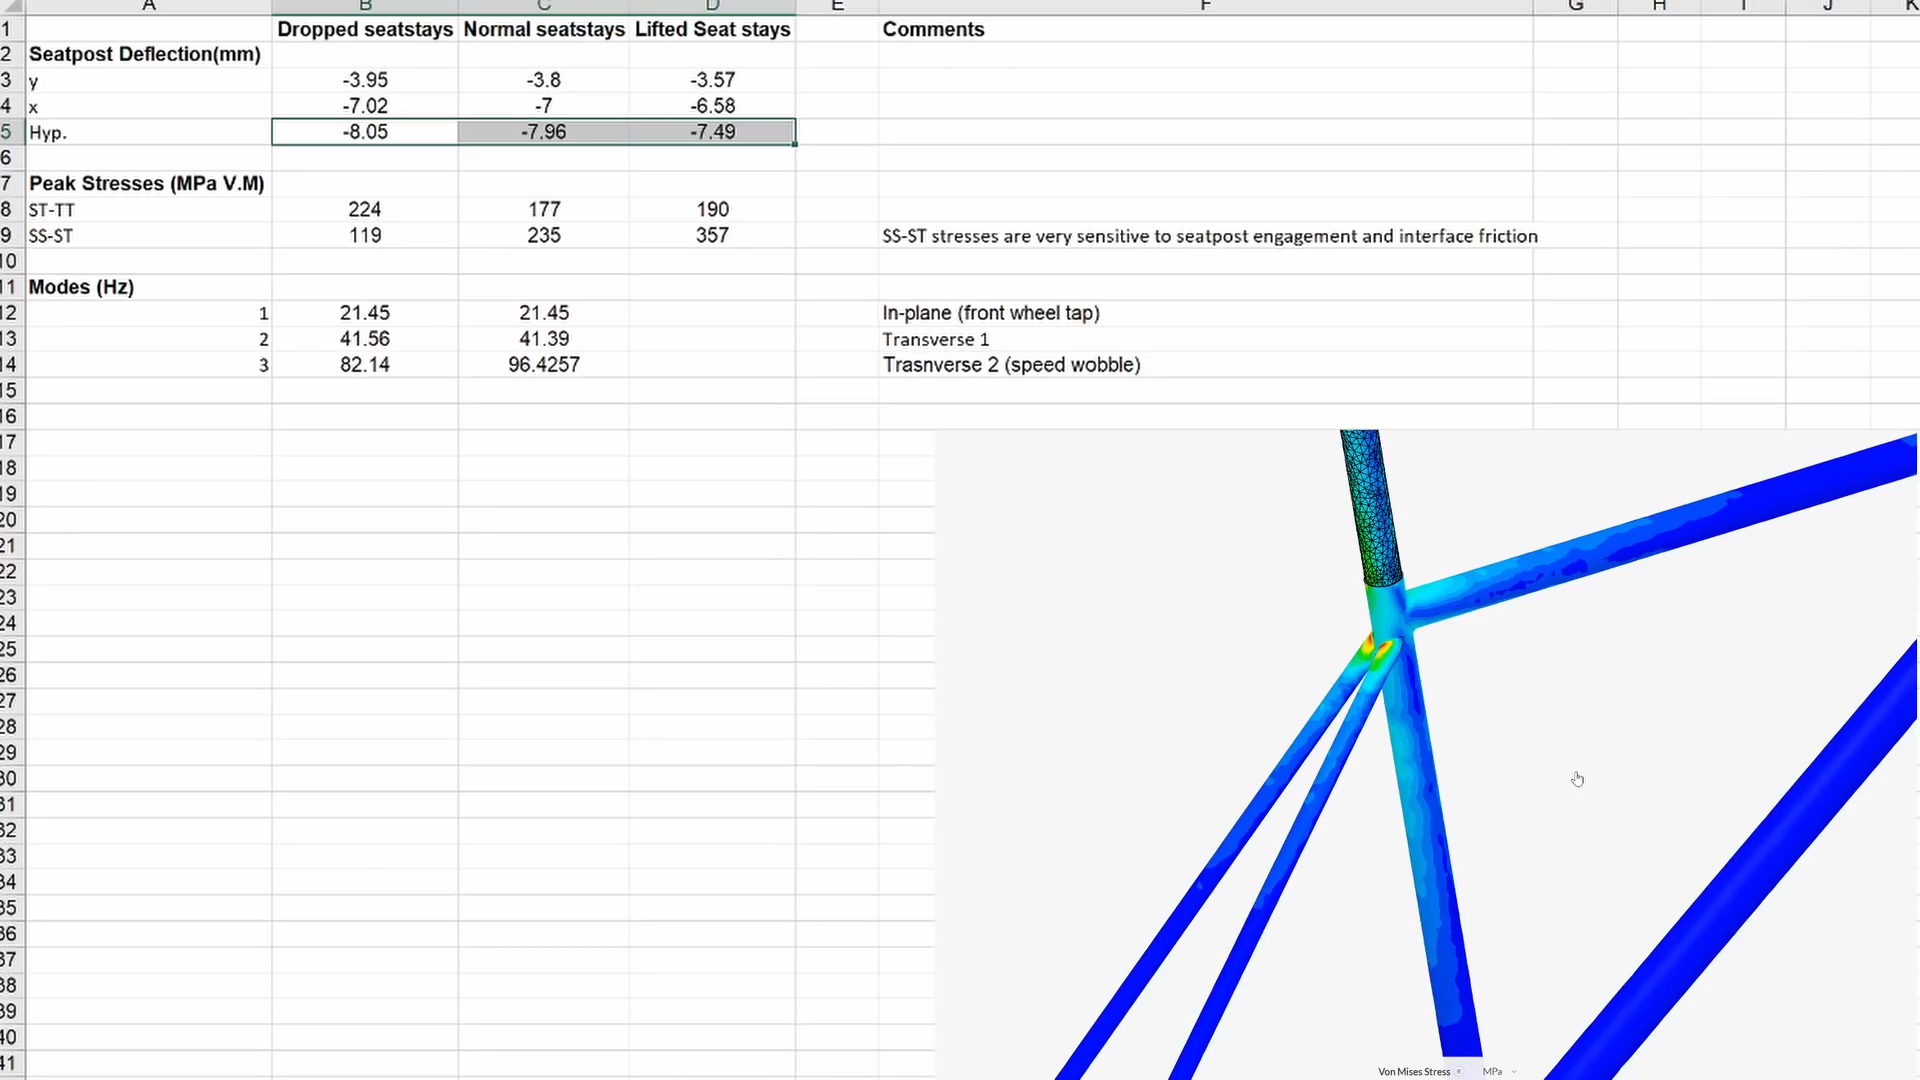 A B C D E F G H I J K
1 Dropped seatstays Normal seatstays Lifted Seat stays Comments
2 Seatpost Deflection(mm)
3 y -3.95 -3.8 -3.57
4 x -7.02 -7 -6.58
5 Hyp. -8.05 -7.96 -7.49
6
7 Peak Stresses (MPa V.M)
8 ST-TT 224 177 190
9 SS-ST 119 235 357 SS-ST stresses are very sensitive to seatpost engagement and interface friction
10
11 Modes (Hz)
12 1 21.45 21.45 In-plane (front wheel tap)
13 2 41.56 41.39 Transverse 1
14 3 82.14 96.4257 Trasnverse 2 (speed wobble)
15
16
17
18
19
20
21
22
23
24
25
26
27
28
29
30
31
32
33
34
35
36
37
38
39
40
41
Von Mises Stress MPa